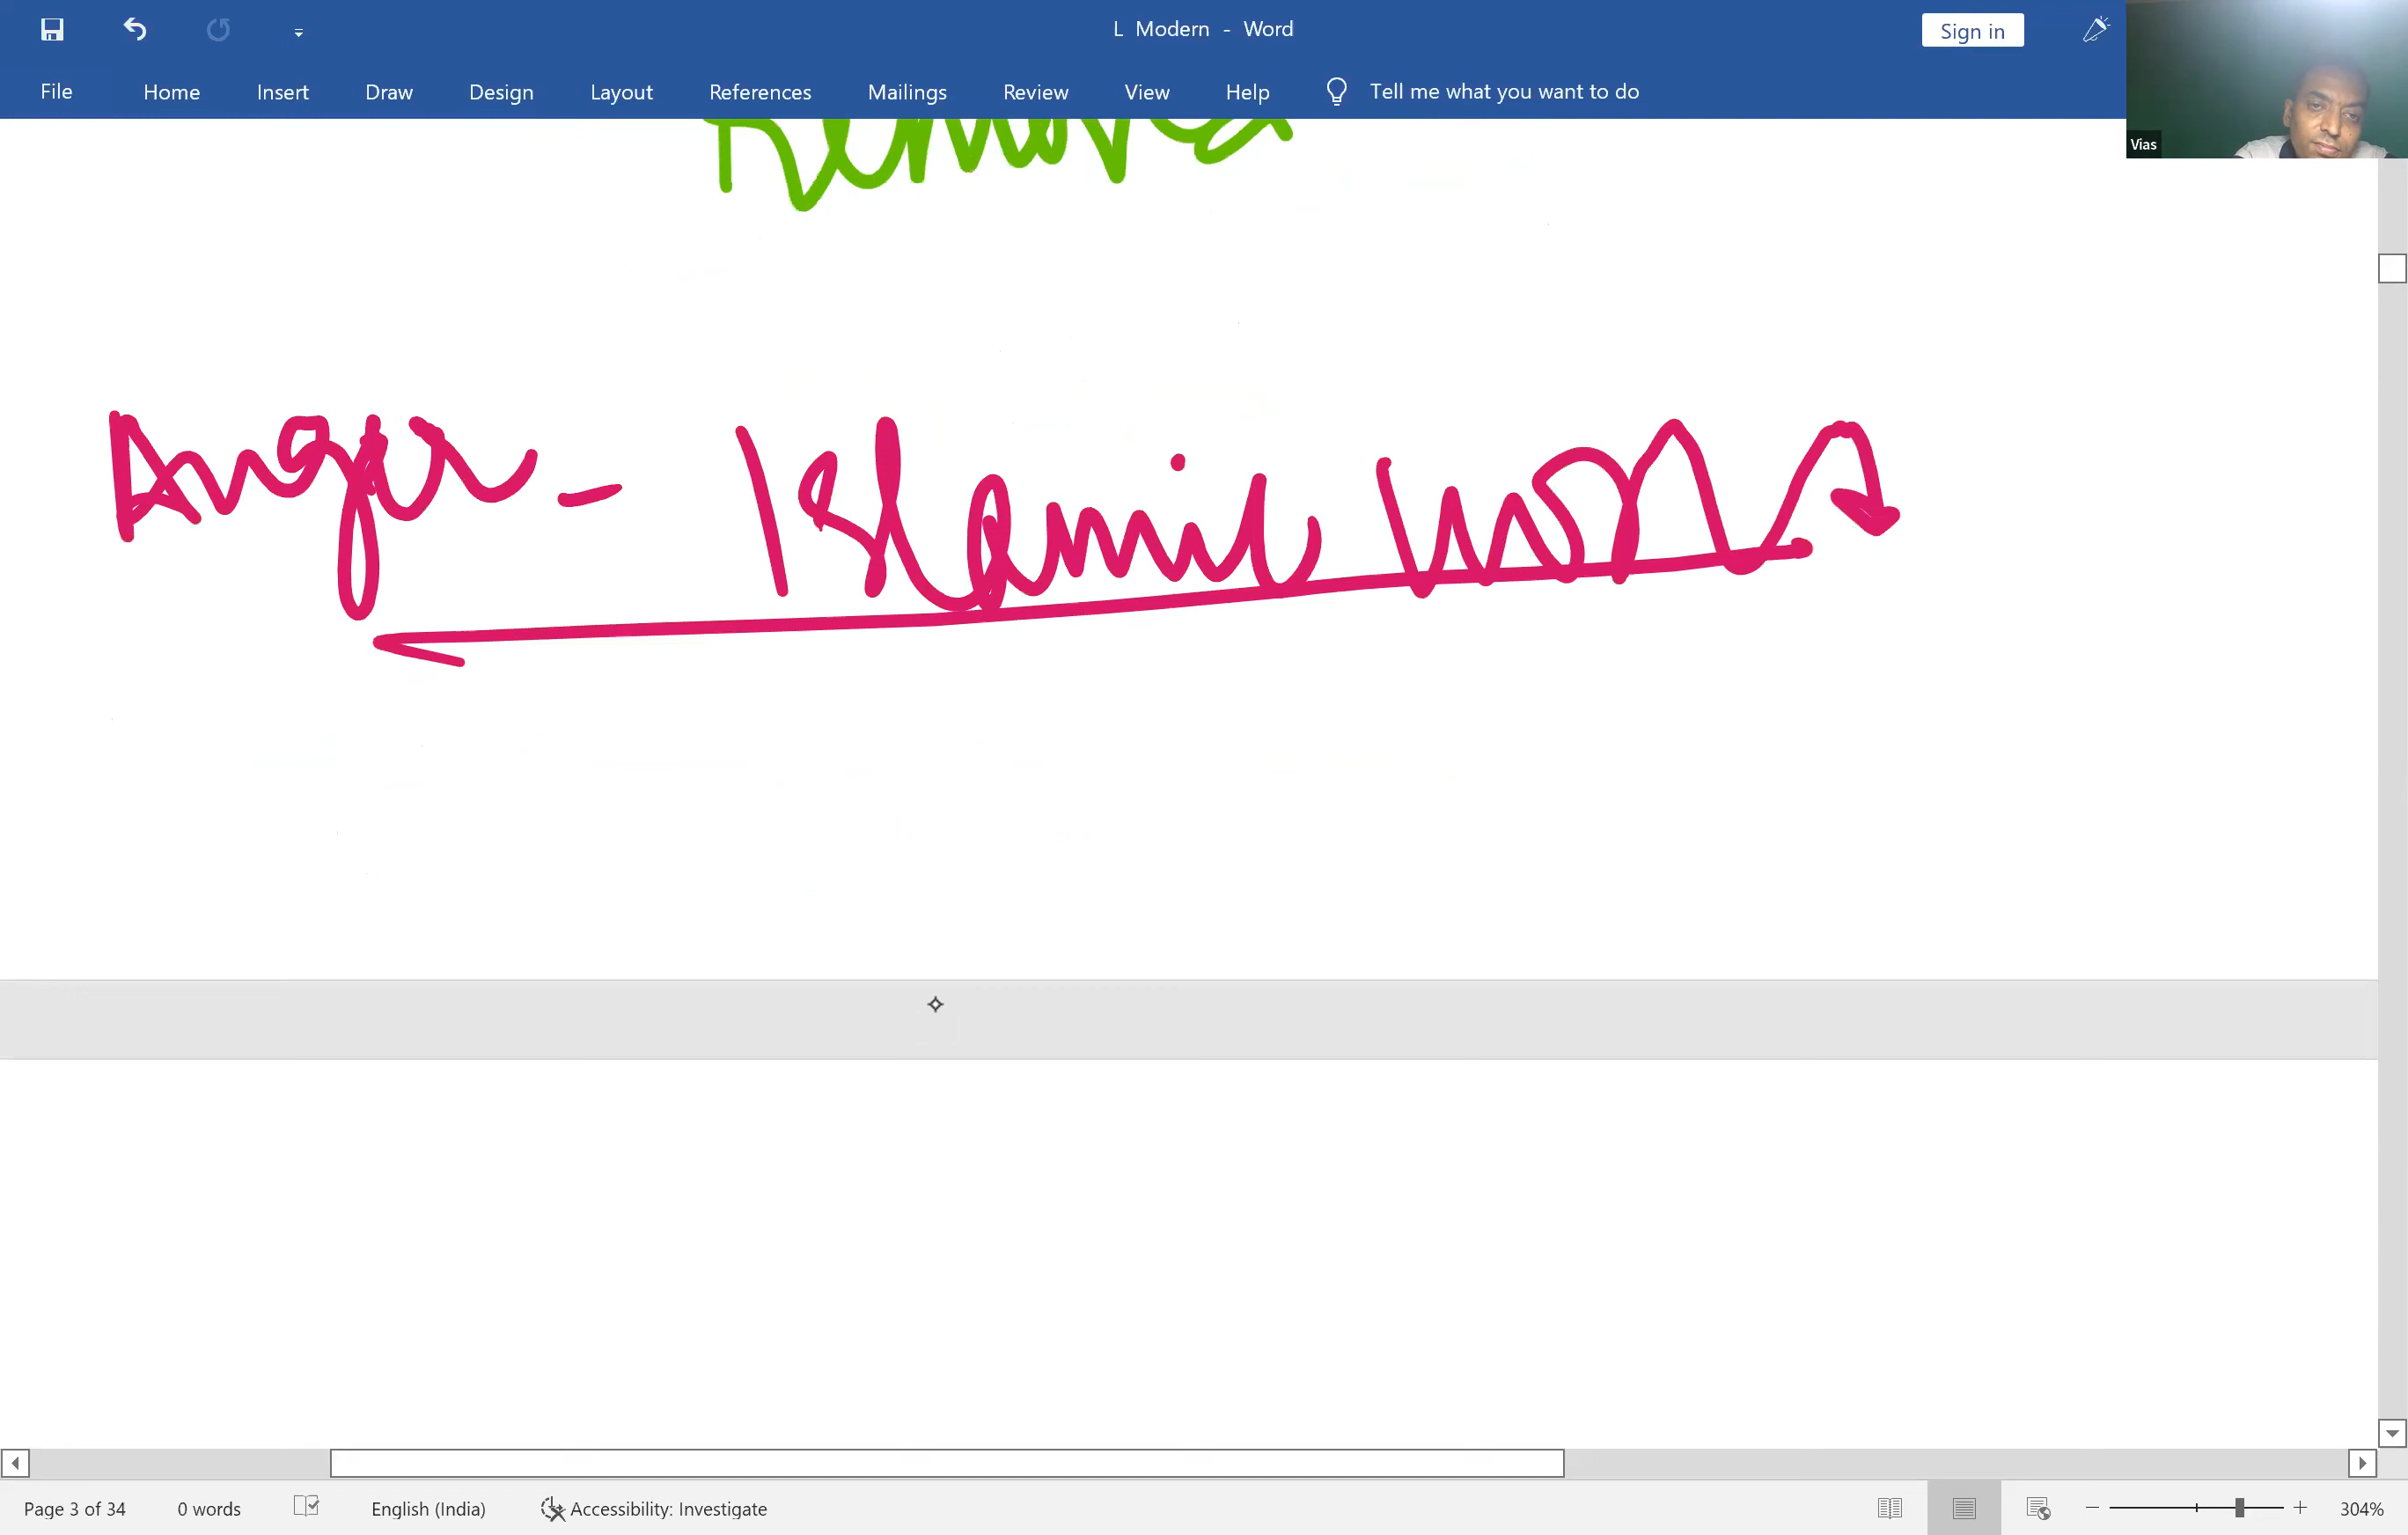 L Modern - Word
Sign in
File Home Insert Draw Design Layout References Mailings Review View Help Tell me what you want to do
Vias
Removed
Anger - Islamic world
Page 3 of 34 0 words English (India) Accessibility: Investigate 304%